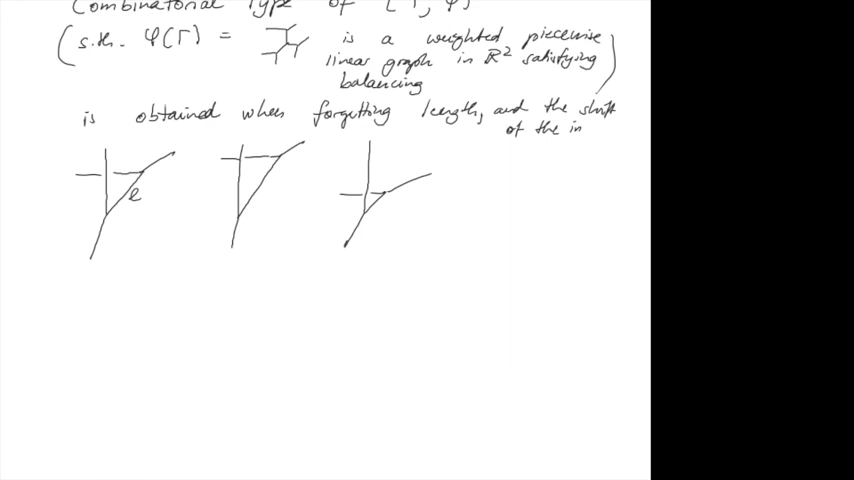 Combinatorial Type of (Γ, φ)
(s.th. φ(Γ) = is a weighted piecewise
linear graph in ℝ² satisfying
balancing)
is obtained when forgetting length, and the shift
of the in
l